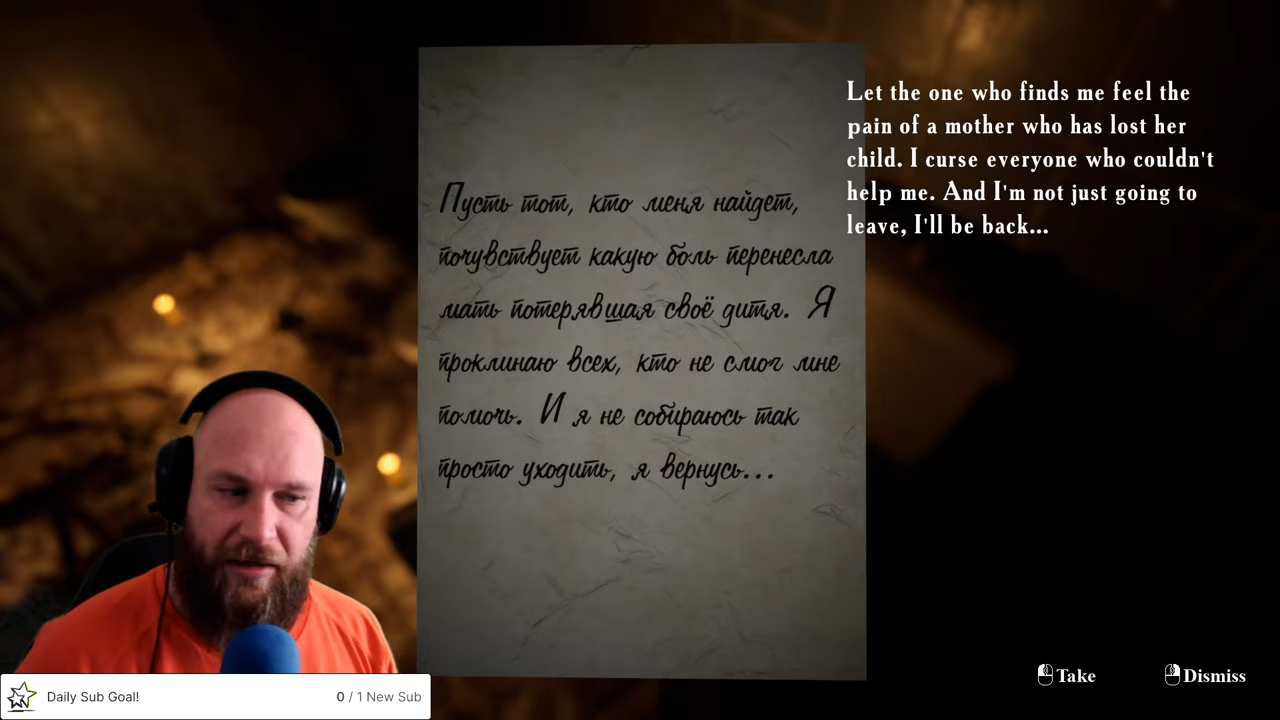 Пусть тот, кто меня найдет,
почувствует какую боль перенесла
мать потерявшая своё дитя. Я
проклинаю всех, кто не смог мне
помочь. И я не собираюсь так
просто уходить, я вернусь...
Let the one who finds me feel the
pain of a mother who has lost her
child. I curse everyone who couldn't
help me. And I'm not just going to
leave, I'll be back...
Take
Dismiss
Daily Sub Goal!
0 / 1 New Sub